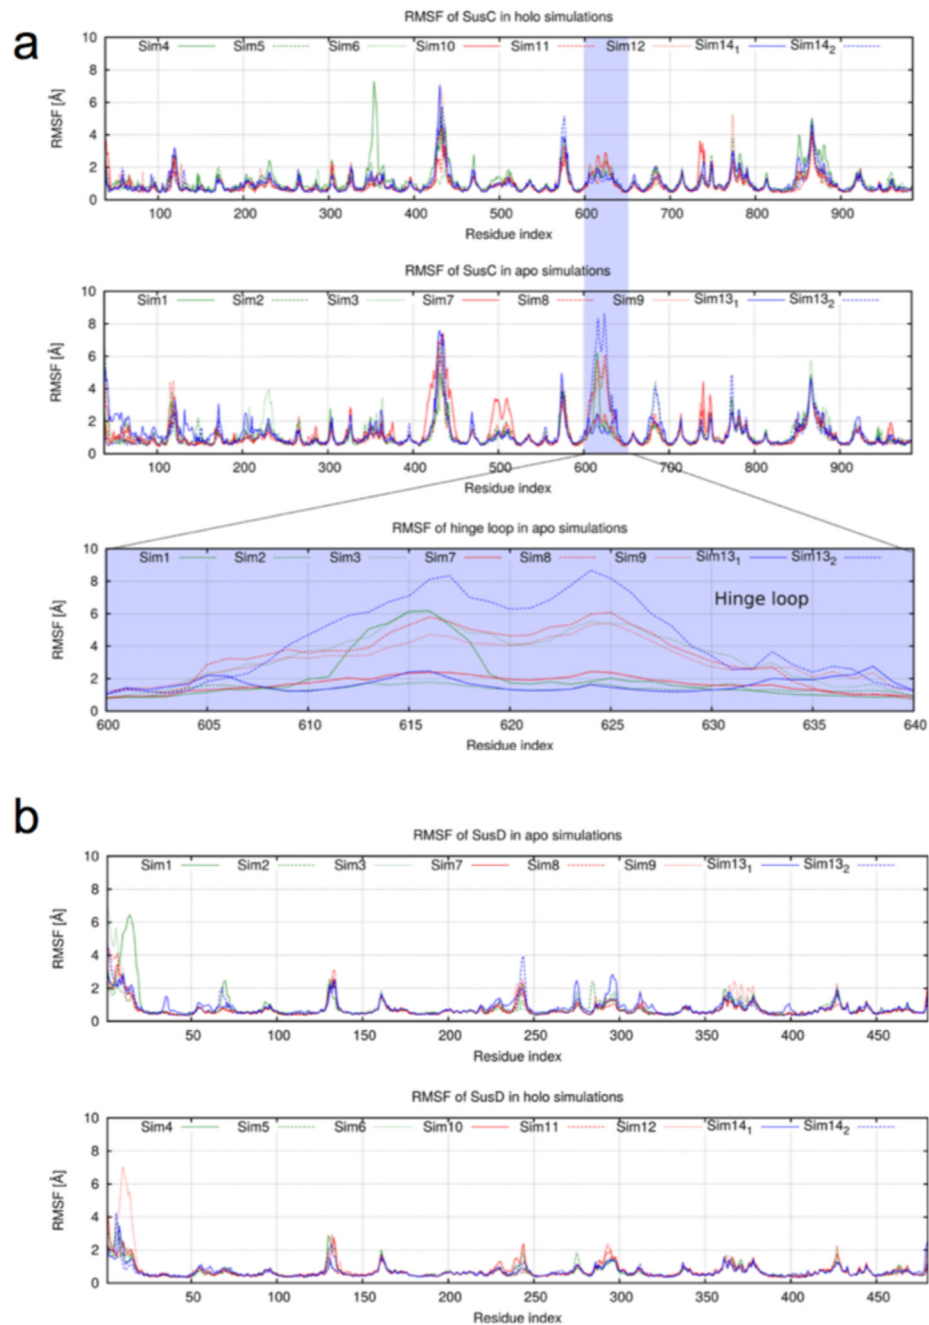 a
RMSF of SusC in holo simulations
Sim4 Sim5 Sim6 Sim10 Sim11 Sim12 Sim14₁ Sim14₂
RMSF [Å]
10
8
6
4
2
0
100 200 300 400 500 600 700 800 900
Residue index
RMSF of SusC in apo simulations
Sim1 Sim2 Sim3 Sim7 Sim8 Sim9 Sim13₁ Sim13₂
RMSF [Å]
10
8
6
4
2
0
100 200 300 400 500 600 700 800 900
Residue index
RMSF of hinge loop in apo simulations
Sim1 Sim2 Sim3 Sim7 Sim8 Sim9 Sim13₁ Sim13₂
Hinge loop
RMSF [Å]
10
8
6
4
2
0
600 605 610 615 620 625 630 635 640
Residue index
b
RMSF of SusD in apo simulations
Sim1 Sim2 Sim3 Sim7 Sim8 Sim9 Sim13₁ Sim13₂
RMSF [Å]
10
8
6
4
2
0
50 100 150 200 250 300 350 400 450
Residue index
RMSF of SusD in holo simulations
Sim4 Sim5 Sim6 Sim10 Sim11 Sim12 Sim14₁ Sim14₂
RMSF [Å]
10
8
6
4
2
0
50 100 150 200 250 300 350 400 450
Residue index